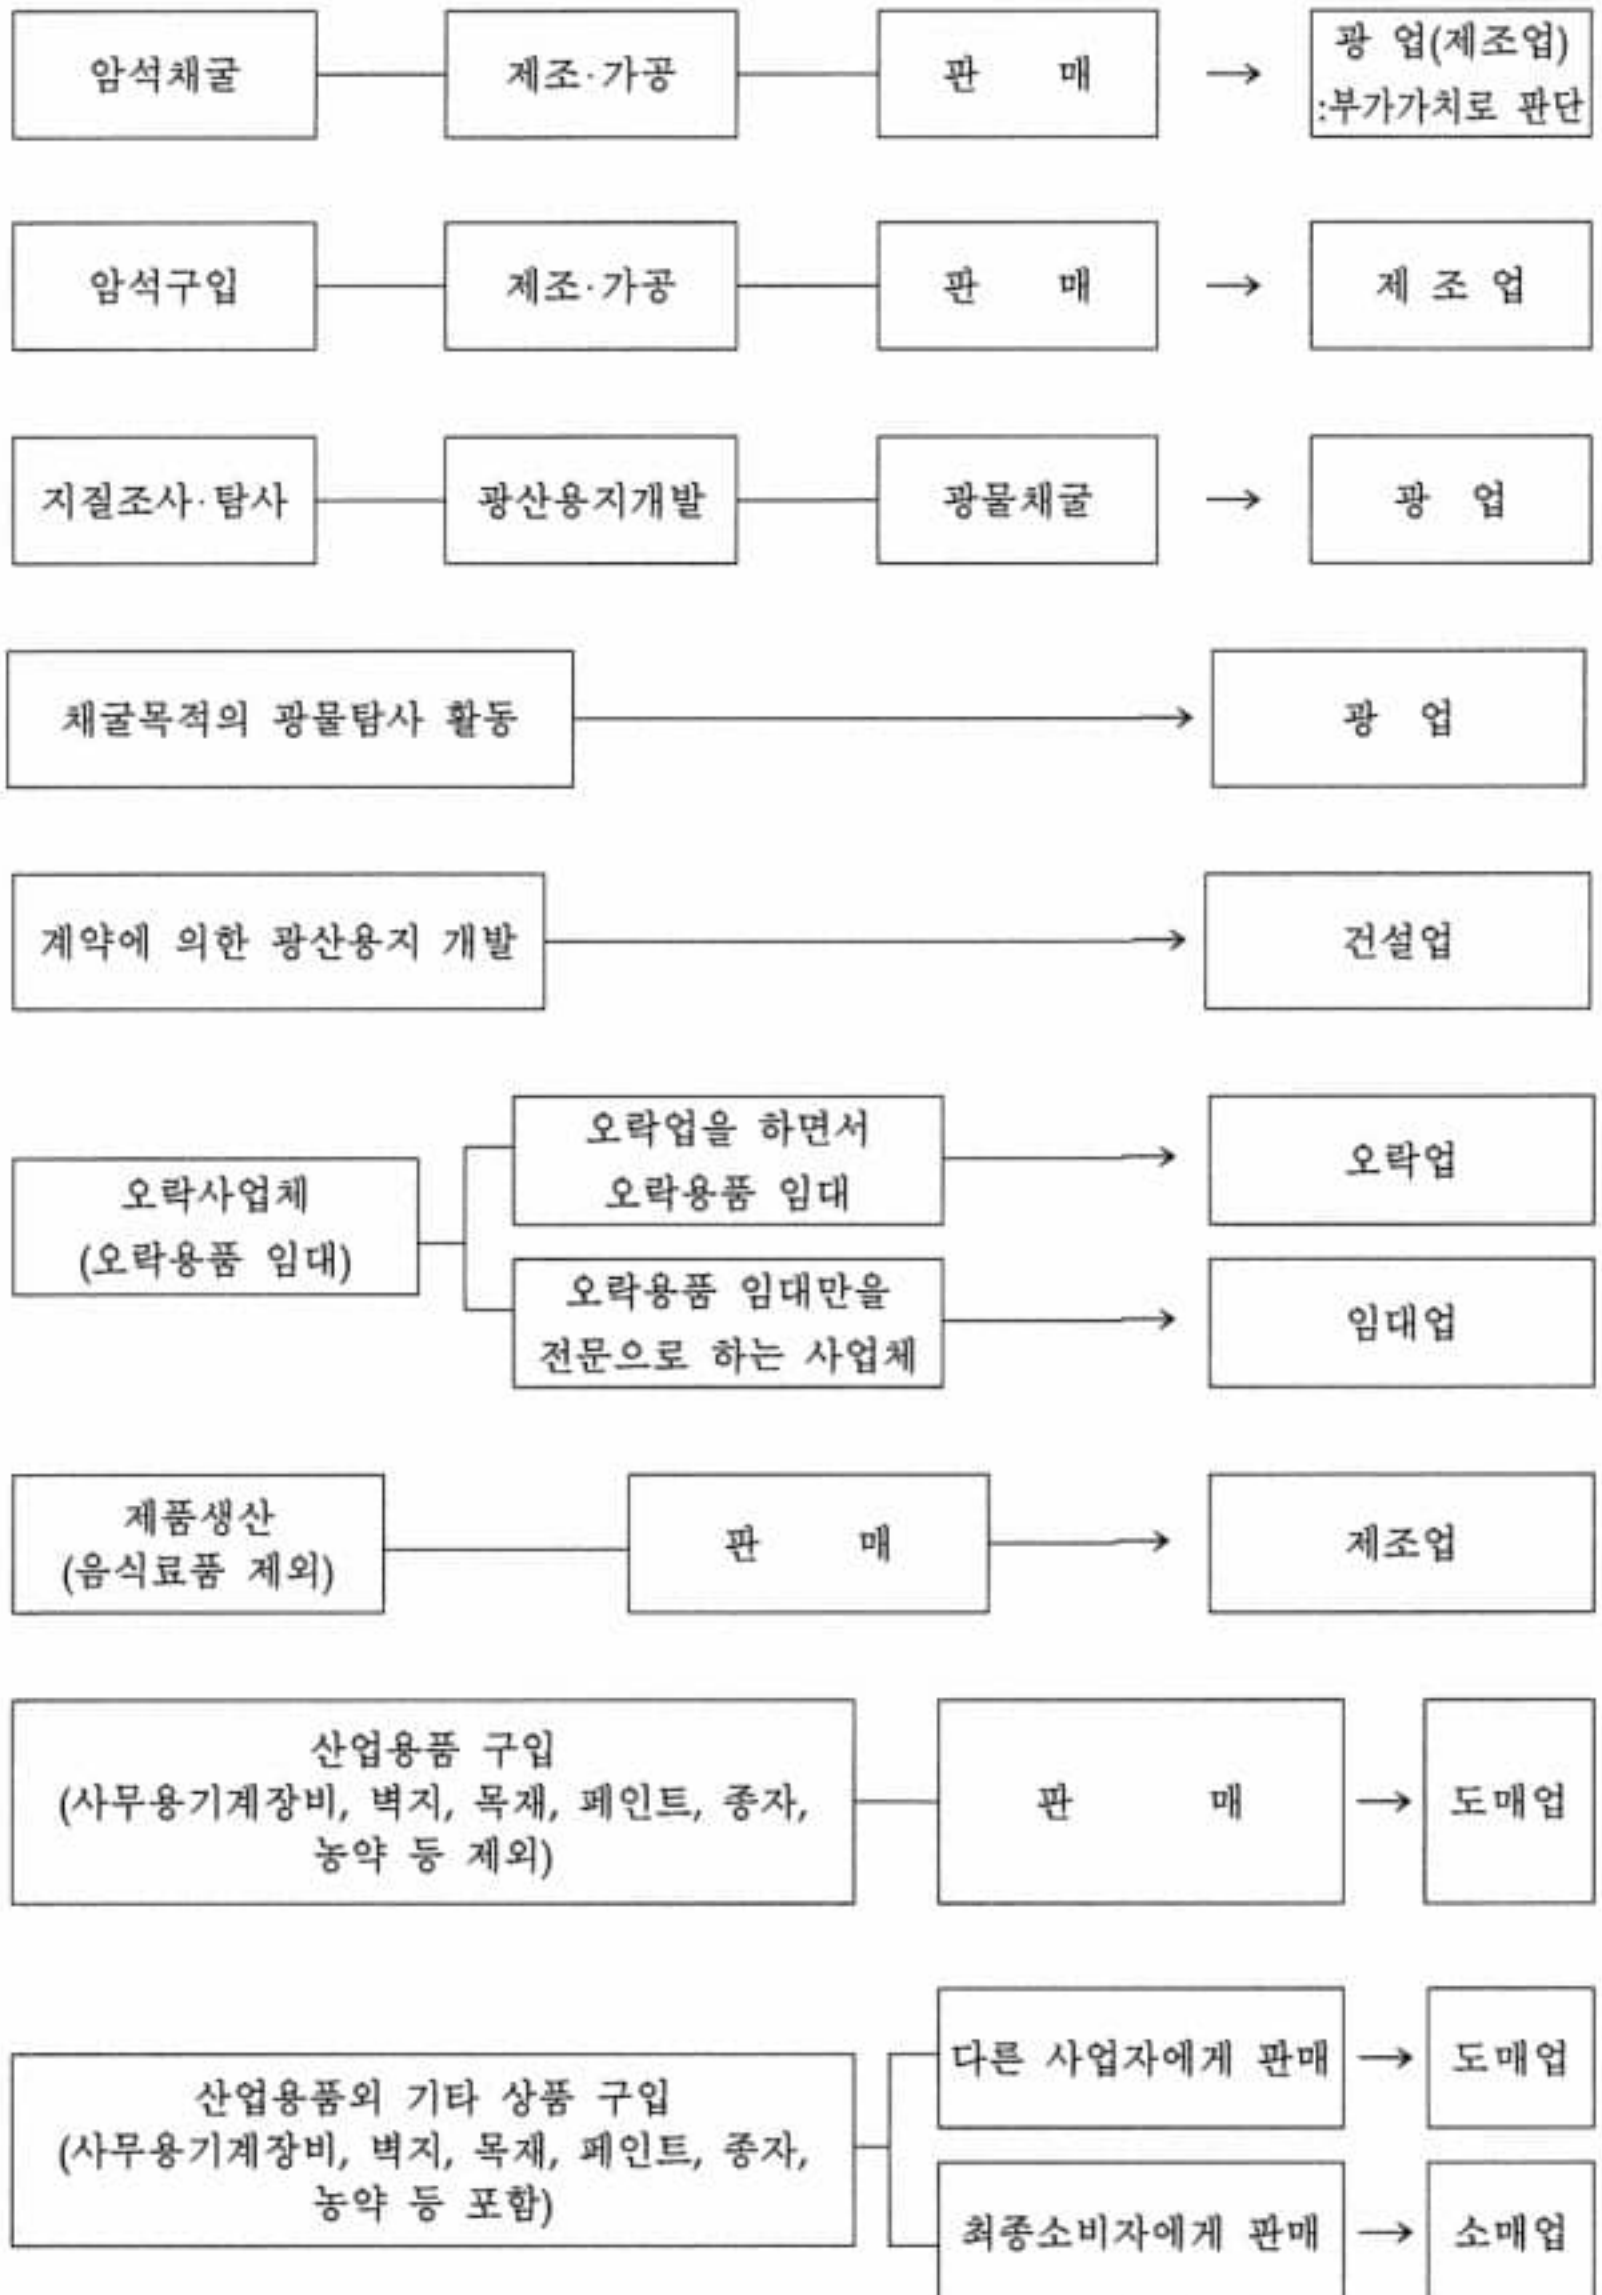 암석채굴
제조·가공
판 매
→
광 업(제조업)
:부가가치로 판단
암석구입
제조·가공
판 매
→
제 조 업
지질조사·탐사
광산용지개발
광물채굴
→
광 업
채굴목적의 광물탐사 활동
광 업
계약에 의한 광산용지 개발
건설업
오락사업체
(오락용품 임대)
오락업을 하면서
오락용품 임대
오락업
오락용품 임대만을
전문으로 하는 사업체
임대업
제품생산
(음식료품 제외)
판 매
제조업
산업용품 구입
(사무용기계장비, 벽지, 목재, 페인트, 종자,
농약 등 제외)
판 매
→
도매업
산업용품외 기타 상품 구입
(사무용기계장비, 벽지, 목재, 페인트, 종자,
농약 등 포함)
다른 사업자에게 판매
→
도매업
최종소비자에게 판매
→
소매업